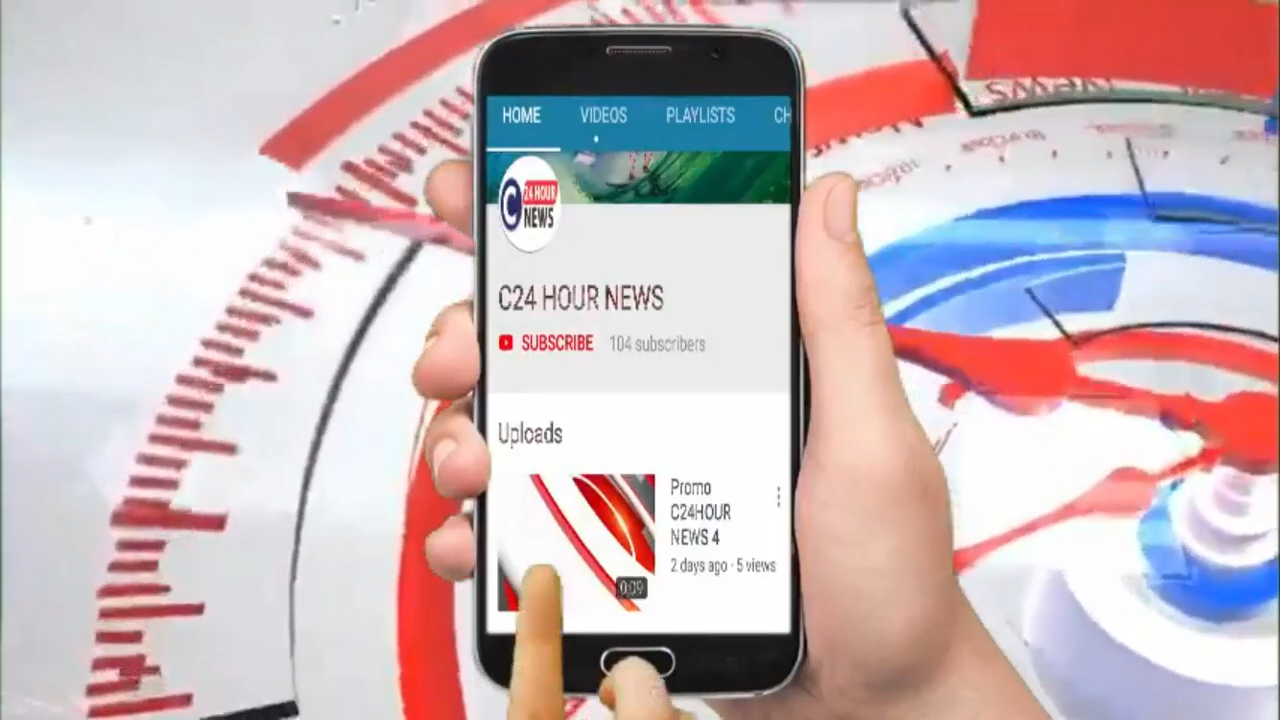 HOME VIDEOS PLAYLISTS CH
C 24 HOUR
NEWS
C24 HOUR NEWS
SUBSCRIBE 104 subscribers
Uploads
Promo
C24HOUR
NEWS 4
2 days ago · 5 views
0:09